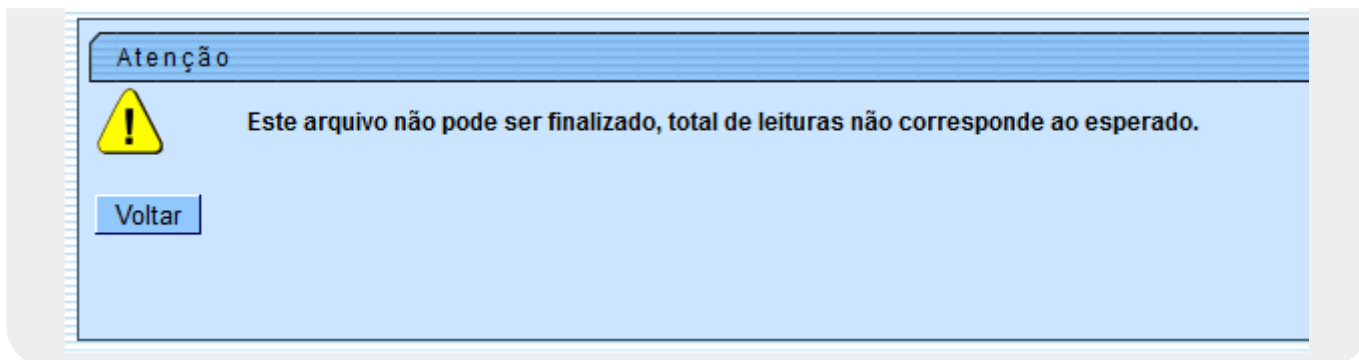 Atenção
Este arquivo não pode ser finalizado, total de leituras não corresponde ao esperado.
Voltar